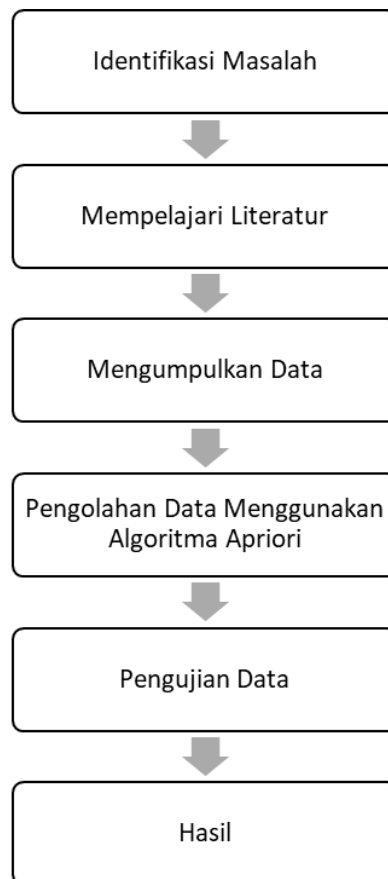 Identifikasi Masalah
Mempelajari Literatur
Mengumpulkan Data
Pengolahan Data Menggunakan
Algoritma Apriori
Pengujian Data
Hasil